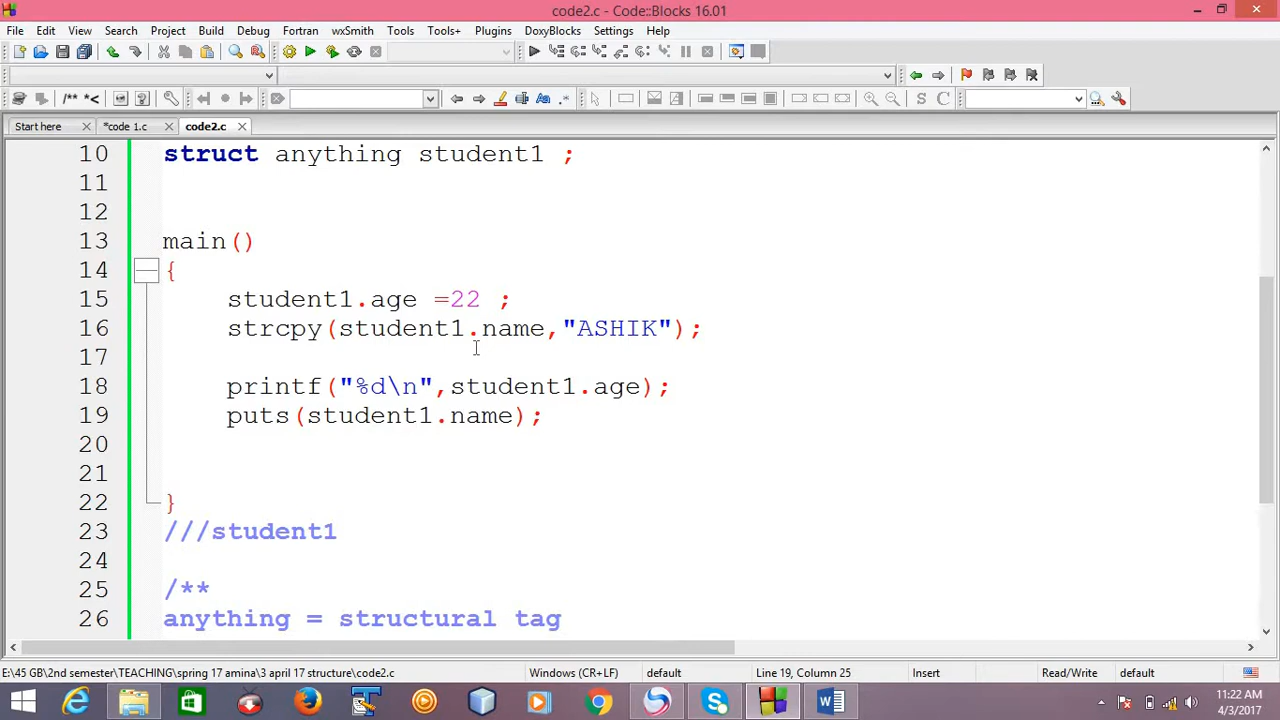 code2.c - Code::Blocks 16.01
File Edit View Search Project Build Debug Fortran wxSmith Tools Tools+ Plugins DoxyBlocks Settings Help
/** *<
S C
Start here *code 1.c code2.c
10 struct anything student1 ;
11
12
13 main()
14 {
15 student1.age =22 ;
16 strcpy(student1.name,"ASHIK");
17
18 printf("%d\n",student1.age);
19 puts(student1.name);
20
21
22 }
23 ///student1
24
25 /**
26 anything = structural tag
E:\45 GB\2nd semester\TEACHING\spring 17 amina\3 april 17 structure\code2.c Windows (CR+LF) default Line 19, Column 25 Insert Read/Write default
11:22 AM
4/3/2017